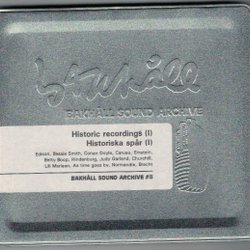 bakhåll
BAKHÅLL SOUND ARCHIVE
Historic recordings (I)
Historiska spår (I)
Edison, Bessie Smith, Conan Doyle, Caruso, Einstein,
Betty Boop, Hindenburg, Judy Garland, Churchill,
Lili Marleen, As time goes by, Normandie, Blecha
BAKHÅLL SOUND ARCHIVE #8